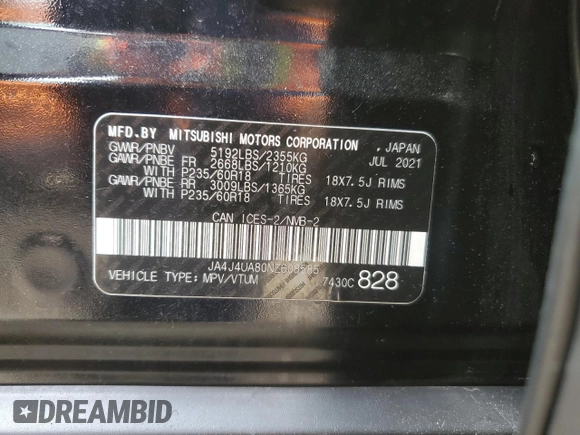 MFD.BY MITSUBISHI MOTORS CORPORATION , JAPAN
GVWR/PNBV 5192LBS/2355KG JUL 2021
GAWR/PNBE FR 2668LBS/1210KG
WITH P235/60R18 TIRES 18X7.5J RIMS
GAWR/PNBE RR 3009LBS/1365KG
WITH P235/60R18 TIRES 18X7.5J RIMS
CAN ICES-2/NMB-2
VEHICLE TYPE: MPV/VTUM 7430C 828
DREAMBID